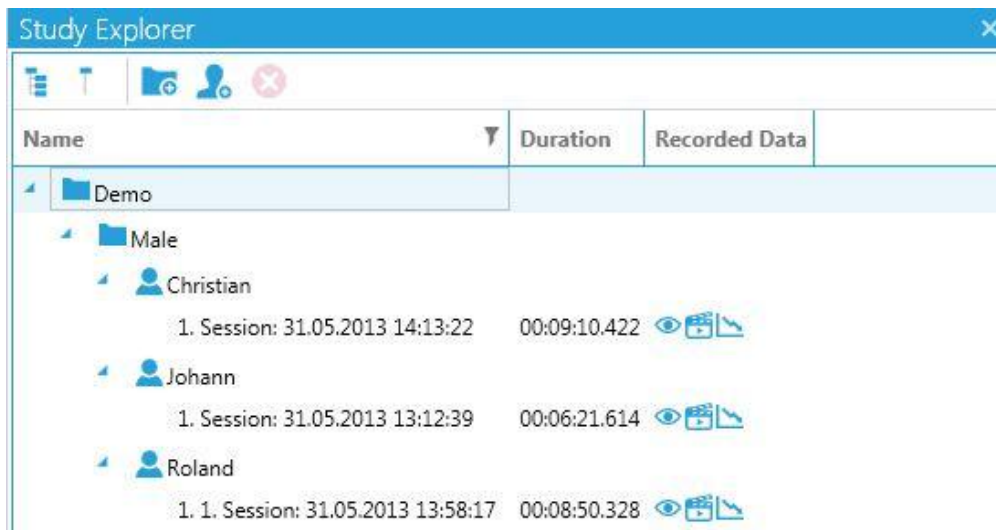 Study Explorer
Name Duration Recorded Data
Demo
Male
Christian
1. Session: 31.05.2013 14:13:22 00:09:10.422
Johann
1. Session: 31.05.2013 13:12:39 00:06:21.614
Roland
1. 1. Session: 31.05.2013 13:58:17 00:08:50.328